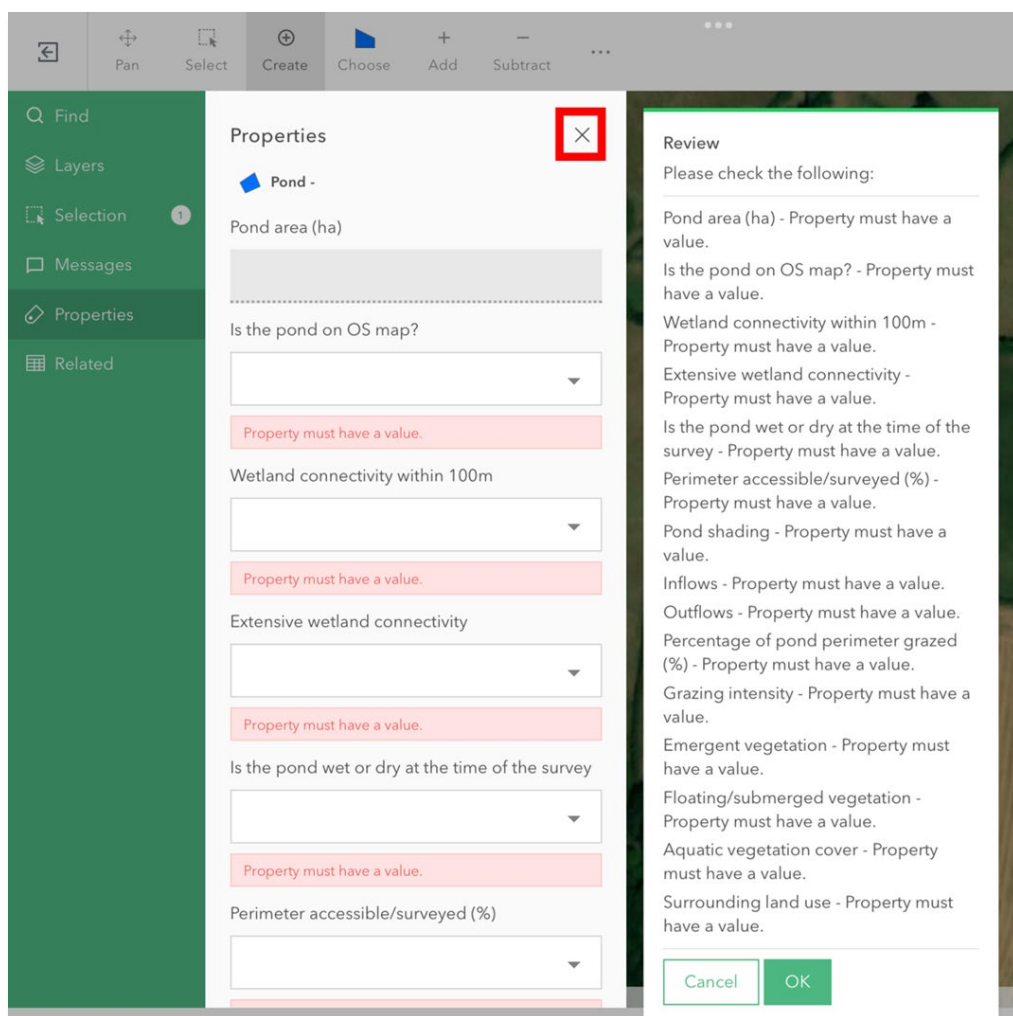 Pan
Select
Create
Choose
Add
Subtract
Find
Layers
Selection 1
Messages
Properties
Related
Properties
Pond -
Pond area (ha)
Is the pond on OS map?
Property must have a value.
Wetland connectivity within 100m
Property must have a value.
Extensive wetland connectivity
Property must have a value.
Is the pond wet or dry at the time of the survey
Property must have a value.
Perimeter accessible/surveyed (%)
Review
Please check the following:
Pond area (ha) - Property must have a
value.
Is the pond on OS map? - Property must
have a value.
Wetland connectivity within 100m -
Property must have a value.
Extensive wetland connectivity -
Property must have a value.
Is the pond wet or dry at the time of the
survey - Property must have a value.
Perimeter accessible/surveyed (%) -
Property must have a value.
Pond shading - Property must have a
value.
Inflows - Property must have a value.
Outflows - Property must have a value.
Percentage of pond perimeter grazed
(%) - Property must have a value.
Grazing intensity - Property must have a
value.
Emergent vegetation - Property must
have a value.
Floating/submerged vegetation -
Property must have a value.
Aquatic vegetation cover - Property
must have a value.
Surrounding land use - Property must
have a value.
Cancel
OK